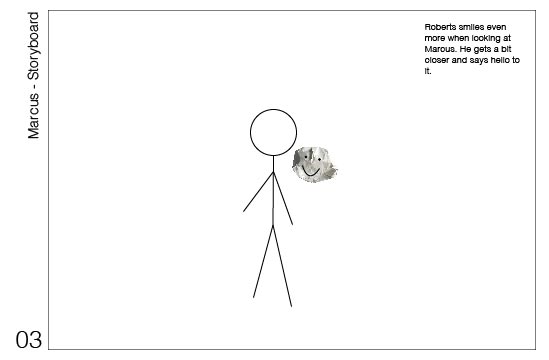 Marcus - Storyboard
Roberts smiles even
more when looking at
Marcus. He gets a bit
closer and says hello to
it.
03